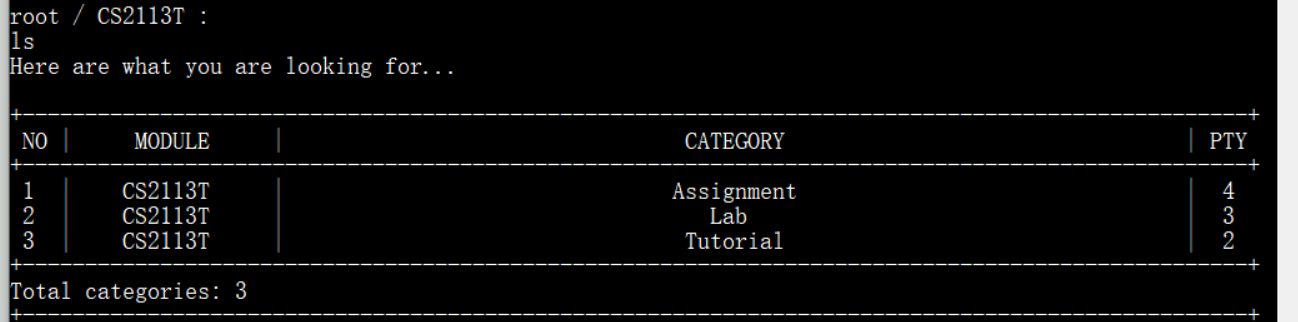 root / CS2113T :
ls
Here are what you are looking for...
NO | MODULE | CATEGORY | PTY
1 | CS2113T | Assignment | 4
2 | CS2113T | Lab | 3
3 | CS2113T | Tutorial | 2
Total categories: 3